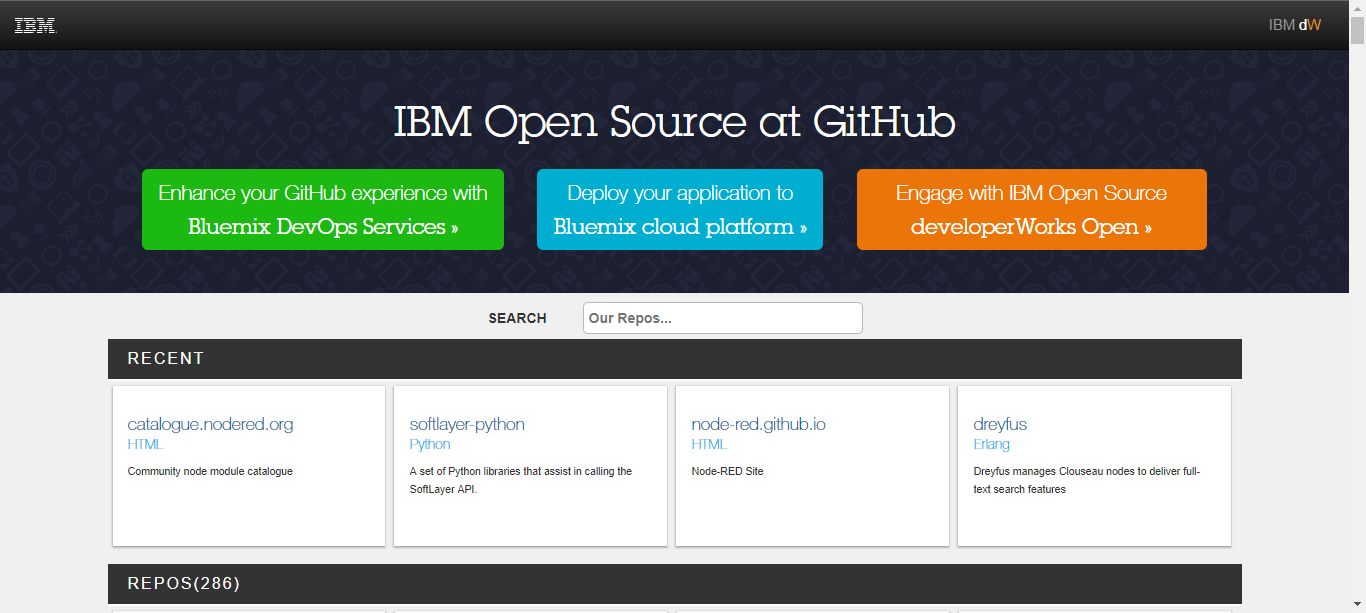 IBM
IBM dW
IBM Open Source at GitHub
Enhance your GitHub experience with
Bluemix DevOps Services »
Deploy your application to
Bluemix cloud platform »
Engage with IBM Open Source
developerWorks Open »
SEARCH
Our Repos...
RECENT
catalogue.nodered.org
HTML
Community node module catalogue
softlayer-python
Python
A set of Python libraries that assist in calling the
SoftLayer API.
node-red.github.io
HTML
Node-RED Site
dreyfus
Erlang
Dreyfus manages Clouseau nodes to deliver full-
text search features
REPOS(286)